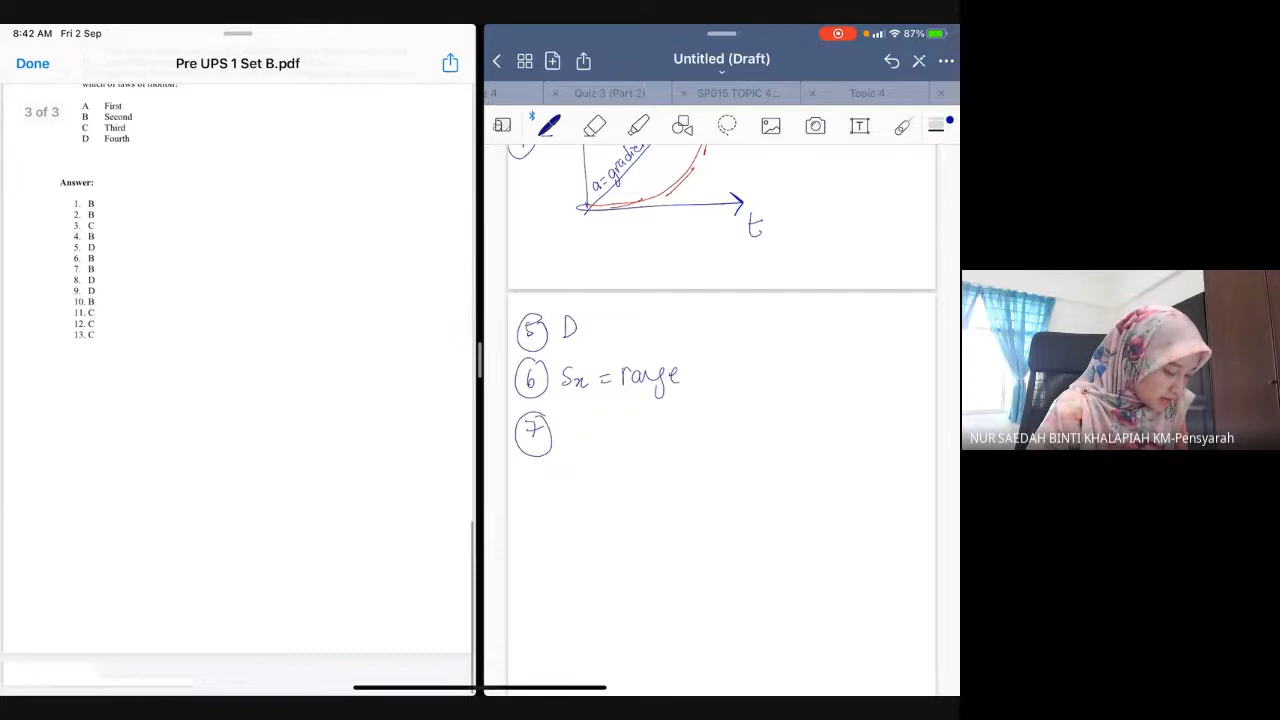 8:42 AM Fri 2 Sep
Done
Pre UPS 1 Set B.pdf
which of laws of motion?
3 of 3
A First
B Second
C Third
D Fourth
Answer:
1. B
2. B
3. C
4. B
5. D
6. B
7. B
8. D
9. D
10. B
11. C
12. C
13. C
87%
Untitled (Draft)
4
Quiz 3 (Part 2)
SP015 TOPIC 4...
Topic 4
a = gradie
t
5 D
6 Sx = range
7
NUR SAEDAH BINTI KHALAPIAH KM-Pensyarah